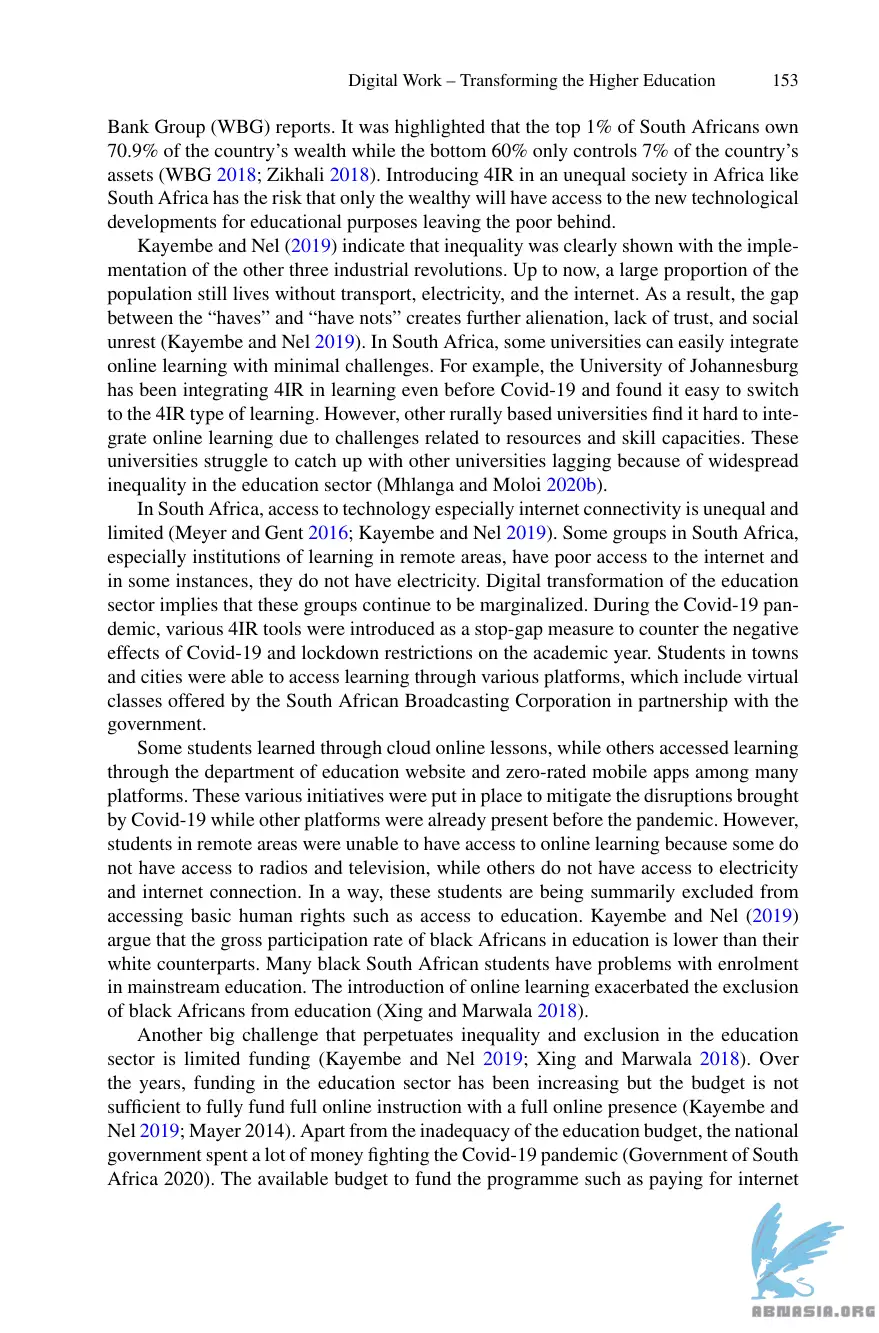 Digital Work – Transforming the Higher Education 153
Bank Group (WBG) reports. It was highlighted that the top 1% of South Africans own
70.9% of the country’s wealth while the bottom 60% only controls 7% of the country’s
assets (WBG 2018; Zikhali 2018). Introducing 4IR in an unequal society in Africa like
South Africa has the risk that only the wealthy will have access to the new technological
developments for educational purposes leaving the poor behind.
Kayembe and Nel (2019) indicate that inequality was clearly shown with the imple-
mentation of the other three industrial revolutions. Up to now, a large proportion of the
population still lives without transport, electricity, and the internet. As a result, the gap
between the “haves” and “have nots” creates further alienation, lack of trust, and social
unrest (Kayembe and Nel 2019). In South Africa, some universities can easily integrate
online learning with minimal challenges. For example, the University of Johannesburg
has been integrating 4IR in learning even before Covid-19 and found it easy to switch
to the 4IR type of learning. However, other rurally based universities find it hard to inte-
grate online learning due to challenges related to resources and skill capacities. These
universities struggle to catch up with other universities lagging because of widespread
inequality in the education sector (Mhlanga and Moloi 2020b).
In South Africa, access to technology especially internet connectivity is unequal and
limited (Meyer and Gent 2016; Kayembe and Nel 2019). Some groups in South Africa,
especially institutions of learning in remote areas, have poor access to the internet and
in some instances, they do not have electricity. Digital transformation of the education
sector implies that these groups continue to be marginalized. During the Covid-19 pan-
demic, various 4IR tools were introduced as a stop-gap measure to counter the negative
effects of Covid-19 and lockdown restrictions on the academic year. Students in towns
and cities were able to access learning through various platforms, which include virtual
classes offered by the South African Broadcasting Corporation in partnership with the
government.
Some students learned through cloud online lessons, while others accessed learning
through the department of education website and zero-rated mobile apps among many
platforms. These various initiatives were put in place to mitigate the disruptions brought
by Covid-19 while other platforms were already present before the pandemic. However,
students in remote areas were unable to have access to online learning because some do
not have access to radios and television, while others do not have access to electricity
and internet connection. In a way, these students are being summarily excluded from
accessing basic human rights such as access to education. Kayembe and Nel (2019)
argue that the gross participation rate of black Africans in education is lower than their
white counterparts. Many black South African students have problems with enrolment
in mainstream education. The introduction of online learning exacerbated the exclusion
of black Africans from education (Xing and Marwala 2018).
Another big challenge that perpetuates inequality and exclusion in the education
sector is limited funding (Kayembe and Nel 2019; Xing and Marwala 2018). Over
the years, funding in the education sector has been increasing but the budget is not
sufficient to fully fund full online instruction with a full online presence (Kayembe and
Nel 2019; Mayer 2014). Apart from the inadequacy of the education budget, the national
government spent a lot of money fighting the Covid-19 pandemic (Government of South
Africa 2020). The available budget to fund the programme such as paying for internet
ABNASIA.ORG